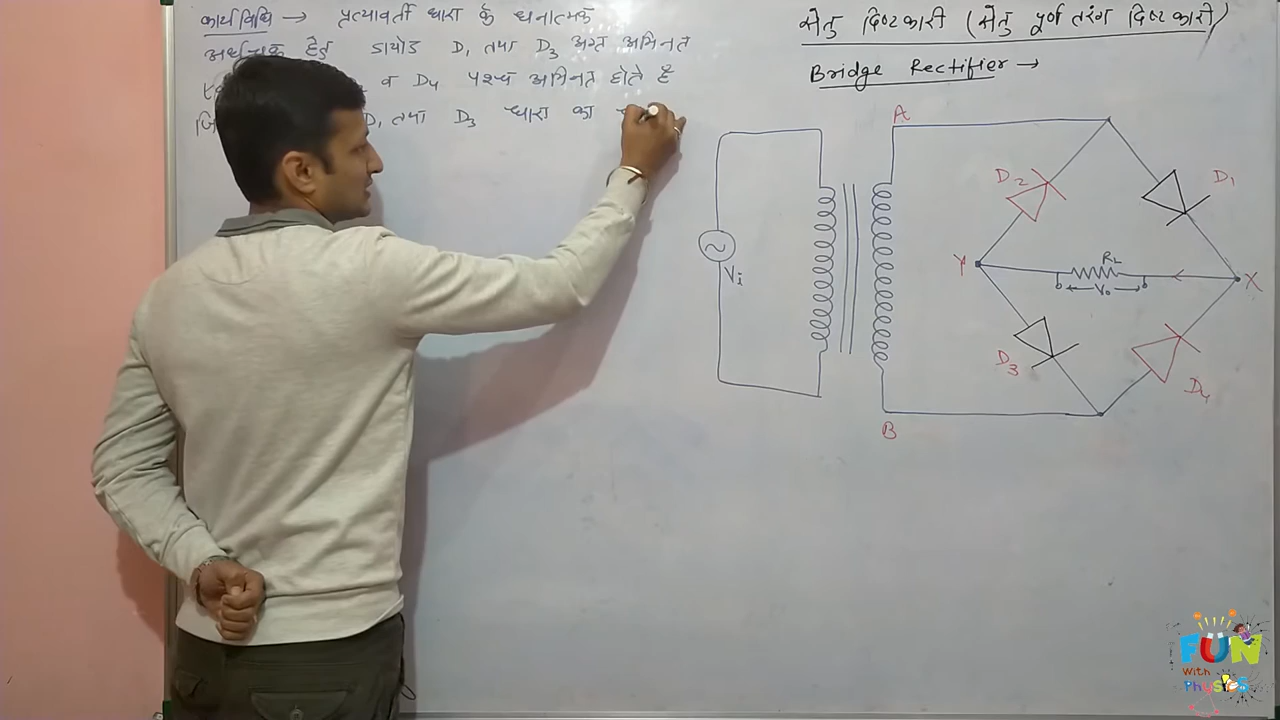 कार्यविधि → प्रत्यावर्ती धारा के धनात्मक
अर्धचक्र हेतु डायोड D₁ तथा D₃ अग्र अभिनत
व D₄ पश्च अभिनत होते है
D₁ तथा D₃ धारा का
सेतु दिष्टकारी (सेतु पूर्ण तरंग दिष्टकारी)
Bridge Rectifier →
A
D₂
D₁
Vi
Y
RL
V₀
X
D₃
D₄
B
FUN
With
Physics